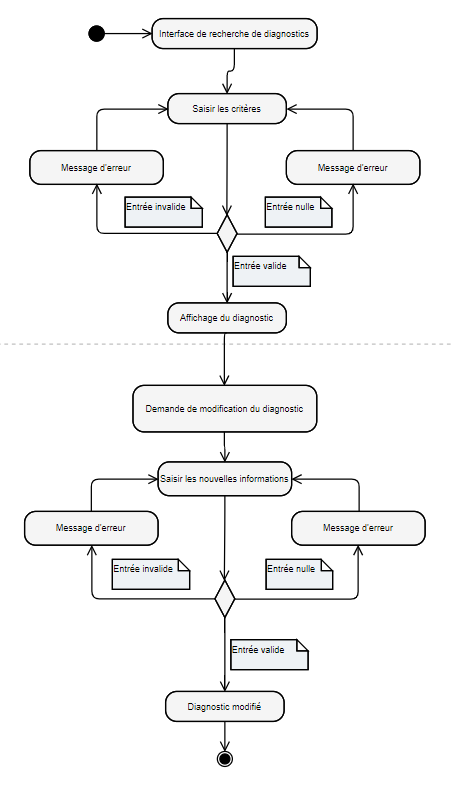 Interface de recherche de diagnostics
Saisir les critères
Message d'erreur
Message d'erreur
Entrée invalide
Entrée nulle
Entrée valide
Affichage du diagnostic
Demande de modification du diagnostic
Saisir les nouvelles informations
Message d'erreur
Message d'erreur
Entrée invalide
Entrée nulle
Entrée valide
Diagnostic modifié